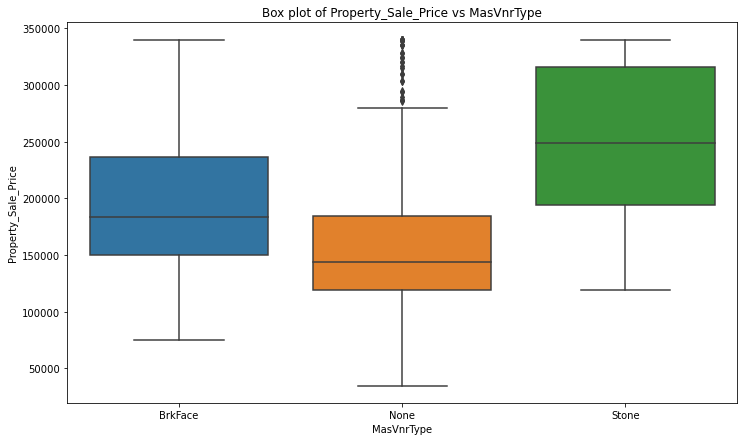 Box plot of Property_Sale_Price vs MasVnrType
350000
300000
250000
200000
150000
100000
50000
Property_Sale_Price
BrkFace None Stone
MasVnrType